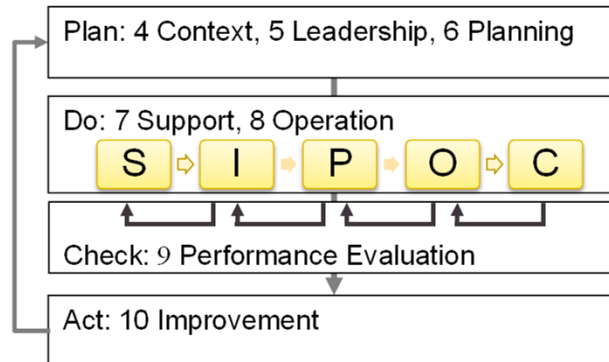 Plan: 4 Context, 5 Leadership, 6 Planning
Do: 7 Support, 8 Operation
S I P O C
Check: 9 Performance Evaluation
Act: 10 Improvement